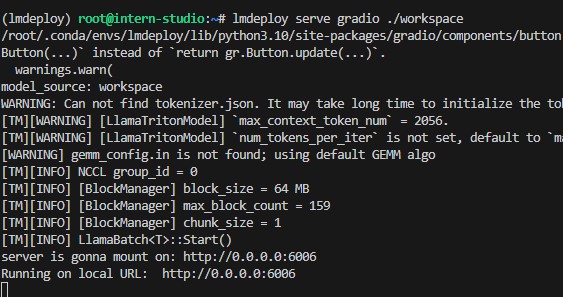 (lmdeploy) root@intern-studio:~# lmdeploy serve gradio ./workspace
/root/.conda/envs/lmdeploy/lib/python3.10/site-packages/gradio/components/button
Button(...)` instead of `return gr.Button.update(...)`.
  warnings.warn(
model_source: workspace
WARNING: Can not find tokenizer.json. It may take long time to initialize the to
[TM][WARNING] [LlamaTritonModel] `max_context_token_num` = 2056.
[TM][WARNING] [LlamaTritonModel] `num_tokens_per_iter` is not set, default to `m
[WARNING] gemm_config.in is not found; using default GEMM algo
[TM][INFO] NCCL group_id = 0
[TM][INFO] [BlockManager] block_size = 64 MB
[TM][INFO] [BlockManager] max_block_count = 159
[TM][INFO] [BlockManager] chunk_size = 1
[TM][INFO] LlamaBatch<T>::Start()
server is gonna mount on: http://0.0.0.0:6006
Running on local URL:  http://0.0.0.0:6006